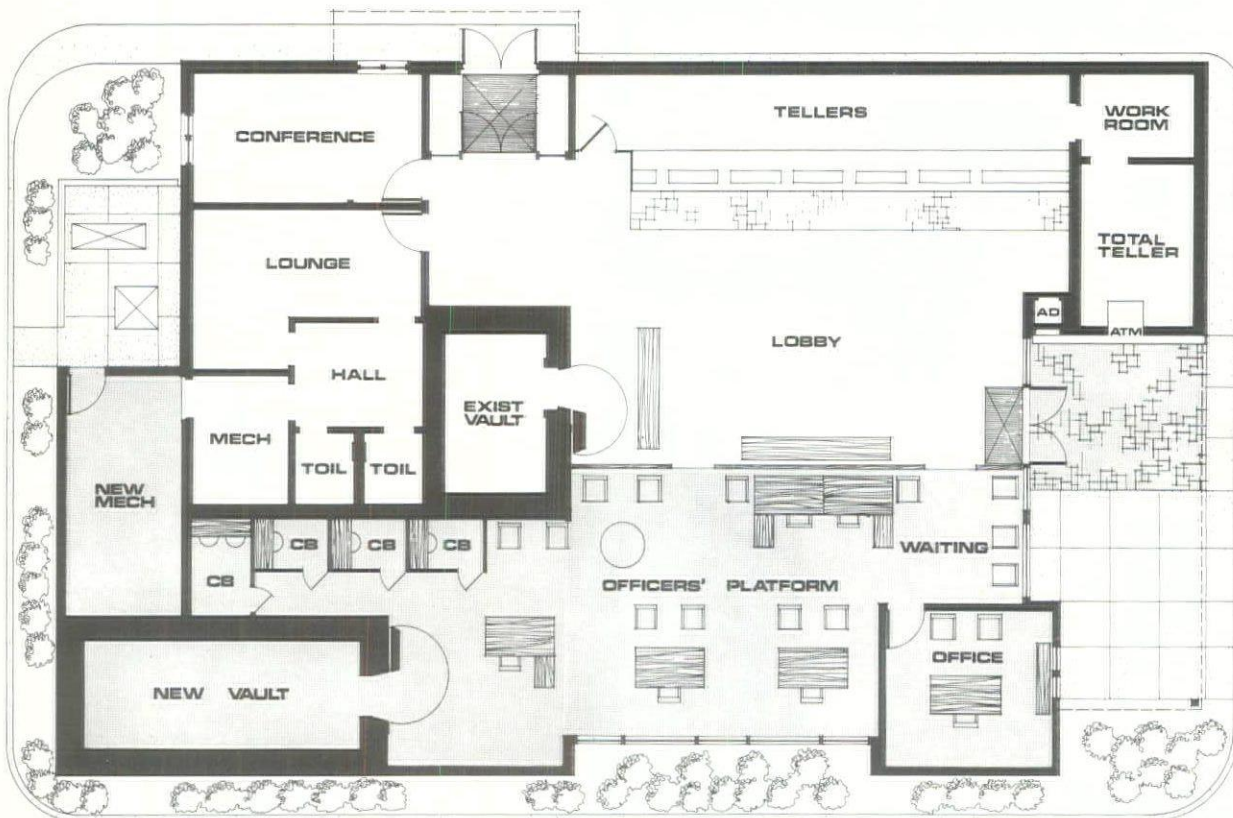 CONFERENCE
TELLERS
WORK
ROOM
LOUNGE
TOTAL
TELLER
AD
ATM
LOBBY
HALL
EXIST
VAULT
MECH
TOIL
TOIL
NEW
MECH
CB
CB
CB
CB
WAITING
OFFICERS' PLATFORM
OFFICE
NEW VAULT